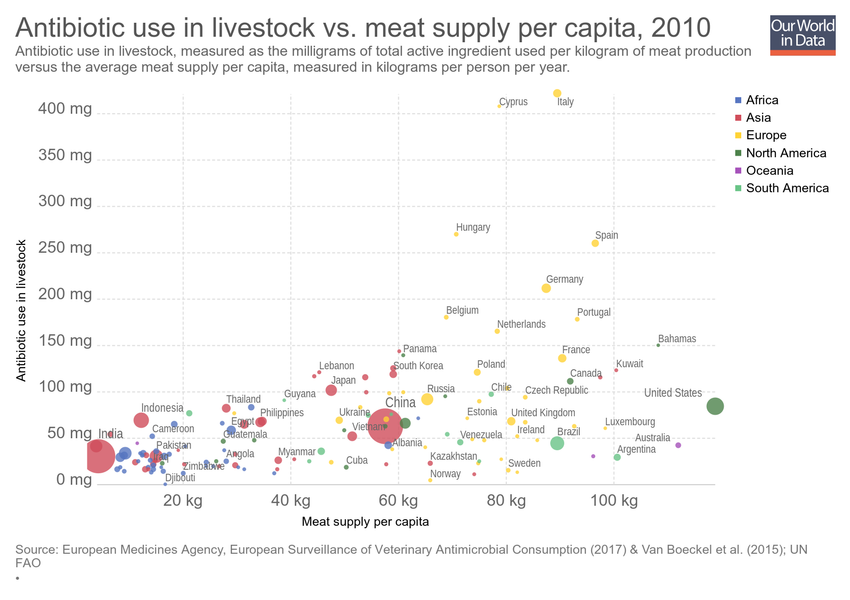 Antibiotic use in livestock vs. meat supply per capita, 2010
Our World
in Data
Antibiotic use in livestock, measured as the milligrams of total active ingredient used per kilogram of meat production
versus the average meat supply per capita, measured in kilograms per person per year.
Antibiotic use in livestock
400 mg
350 mg
300 mg
250 mg
200 mg
150 mg
100 mg
50 mg
0 mg
Cyprus
Italy
Hungary
Spain
Germany
Belgium
Portugal
Netherlands
Bahamas
Panama
France
Lebanon
South Korea
Poland
Kuwait
Japan
Canada
Guyana
Russia
Chile
Czech Republic
United States
Thailand
China
Indonesia
Philippines
Ukraine
Estonia
United Kingdom
Egypt
Luxembourg
Cameroon
Vietnam
Ireland
India
Guatemala
Venezuela
Brazil
Australia
Pakistan
Albania
Argentina
Iraq
Angola
Myanmar
Kazakhstan
Zimbabwe
Cuba
Sweden
Djibouti
Norway
20 kg
40 kg
60 kg
80 kg
100 kg
Meat supply per capita
Africa
Asia
Europe
North America
Oceania
South America
Source: European Medicines Agency, European Surveillance of Veterinary Antimicrobial Consumption (2017) & Van Boeckel et al. (2015); UN
FAO
•